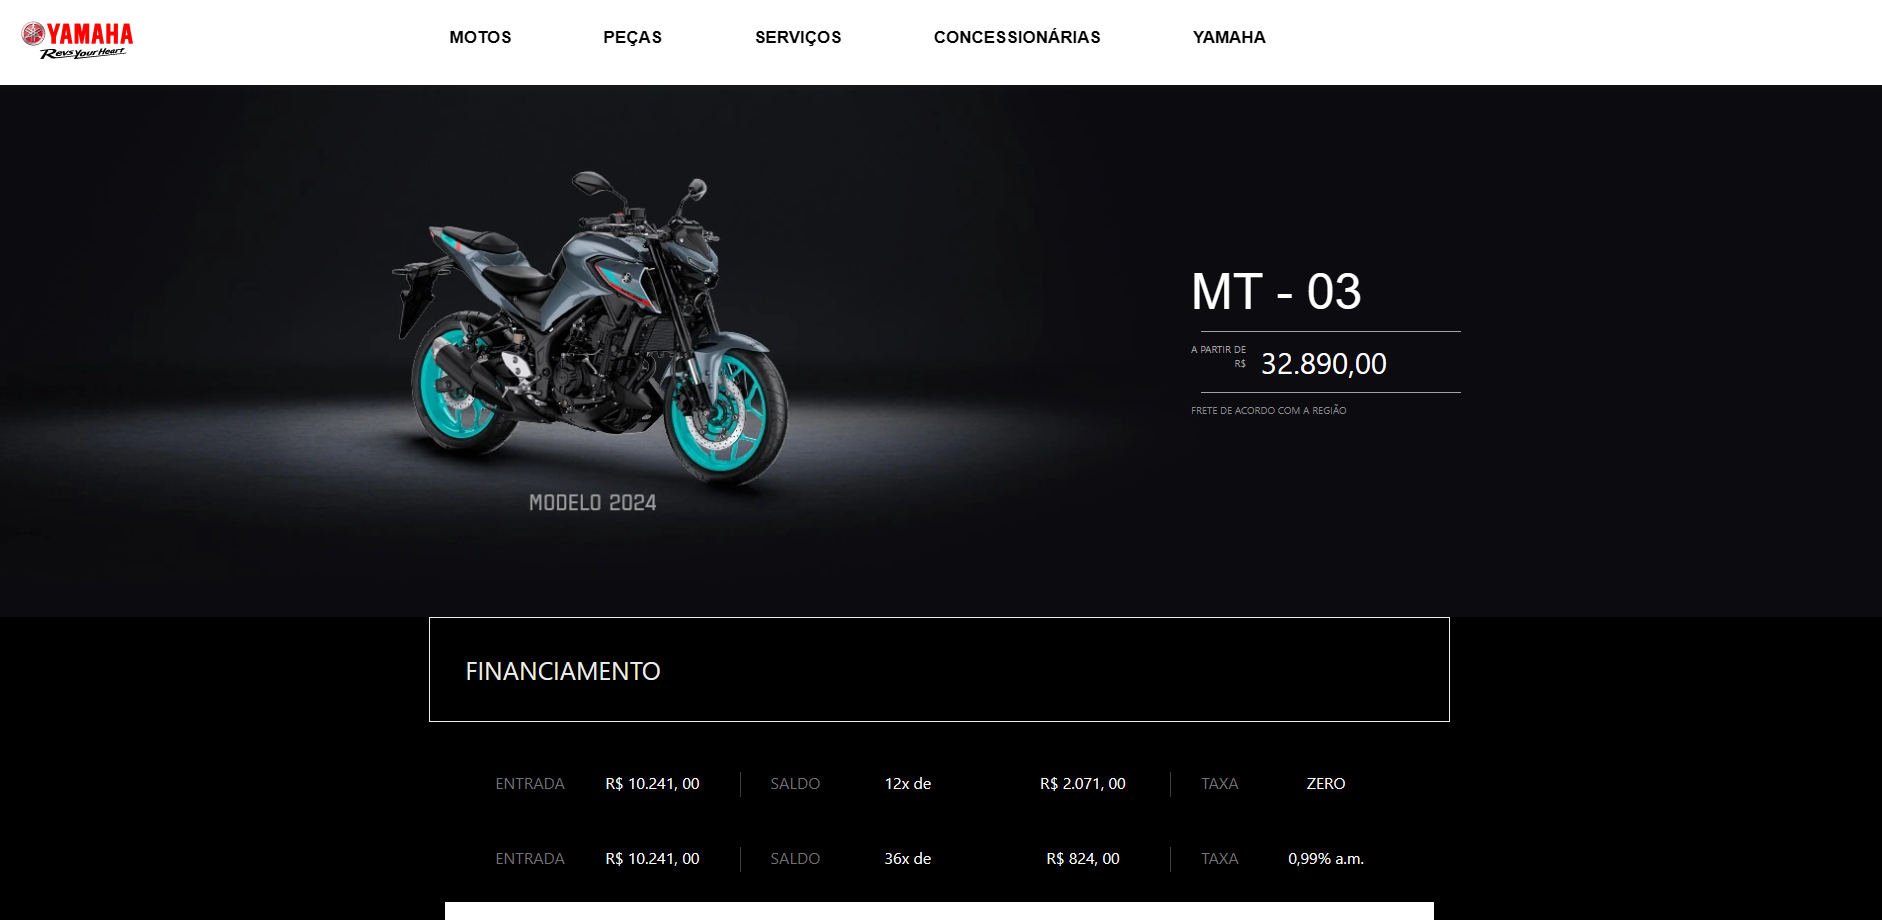 YAMAHA
Revs Your Heart
MOTOS PEÇAS SERVIÇOS CONCESSIONÁRIAS YAMAHA
MT - 03
A PARTIR DE
R$ 32.890,00
FRETE DE ACORDO COM A REGIÃO
MODELO 2024
FINANCIAMENTO
ENTRADA R$ 10.241, 00 SALDO 12x de R$ 2.071, 00 TAXA ZERO
ENTRADA R$ 10.241, 00 SALDO 36x de R$ 824, 00 TAXA 0,99% a.m.